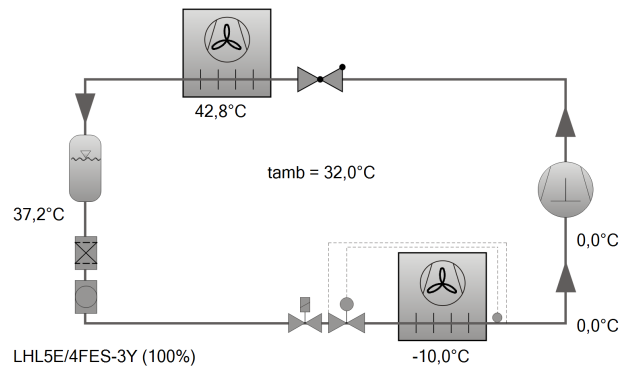 42,8°C
tamb = 32,0°C
37,2°C
0,0°C
0,0°C
LHL5E/4FES-3Y (100%)
-10,0°C